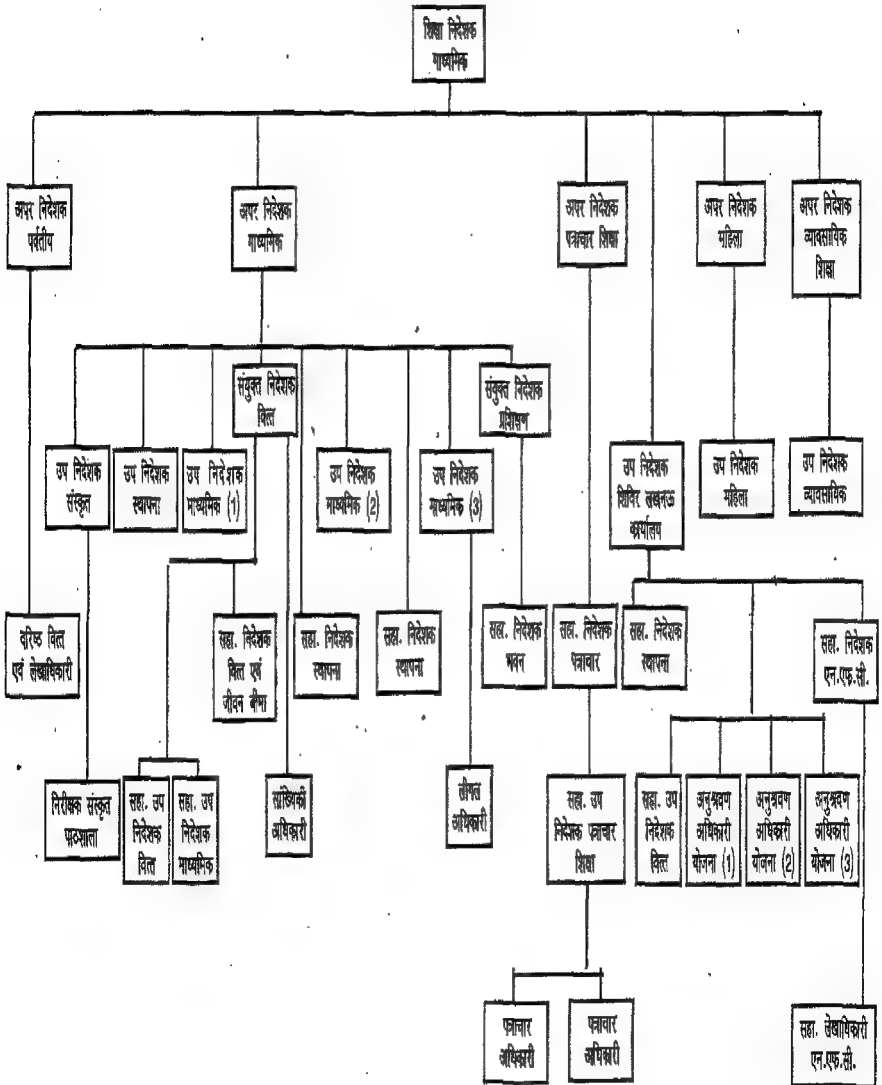 शिक्षा निदेशक
माध्यमिक
अपर निदेशक
पर्वतीय
अपर निदेशक
माध्यमिक
अपर निदेशक
पत्राचार शिक्षा
अपर निदेशक
महिला
अपर निदेशक
व्यावसायिक
शिक्षा
संयुक्त निदेशक
वित्त
संयुक्त निदेशक
प्रशिक्षण
उप निदेशक
संस्कृत
उप निदेशक
स्थापना
उप निदेशक
माध्यमिक (1)
उप निदेशक
माध्यमिक (2)
उप निदेशक
माध्यमिक (3)
उप निदेशक
शिविर लखनऊ
कार्यालय
उप निदेशक
महिला
उप निदेशक
व्यावसायिक
वरिष्ठ वित्त
एवं लेखाधिकारी
सहा. निदेशक
वित्त एवं
जीवन बीमा
सहा. निदेशक
स्थापना
सहा. निदेशक
स्थापना
सहा. निदेशक
भवन
सहा. निदेशक
पत्राचार
सहा. निदेशक
स्थापना
सहा. निदेशक
एन.एफ.सी.
निरीक्षक संस्कृत
पाठशाला
सहा. उप
निदेशक
वित्त
सहा. उप
निदेशक
माध्यमिक
सांख्यिकी
अधिकारी
लीगल
अधिकारी
सहा. उप
निदेशक पत्राचार
शिक्षा
सहा. उप
निदेशक
वित्त
अनुश्रवण
अधिकारी
योजना (1)
अनुश्रवण
अधिकारी
योजना (2)
अनुश्रवण
अधिकारी
योजना (3)
पत्राचार
अधिकारी
पत्राचार
अधिकारी
सहा. लेखाधिकारी
एन.एफ.सी.